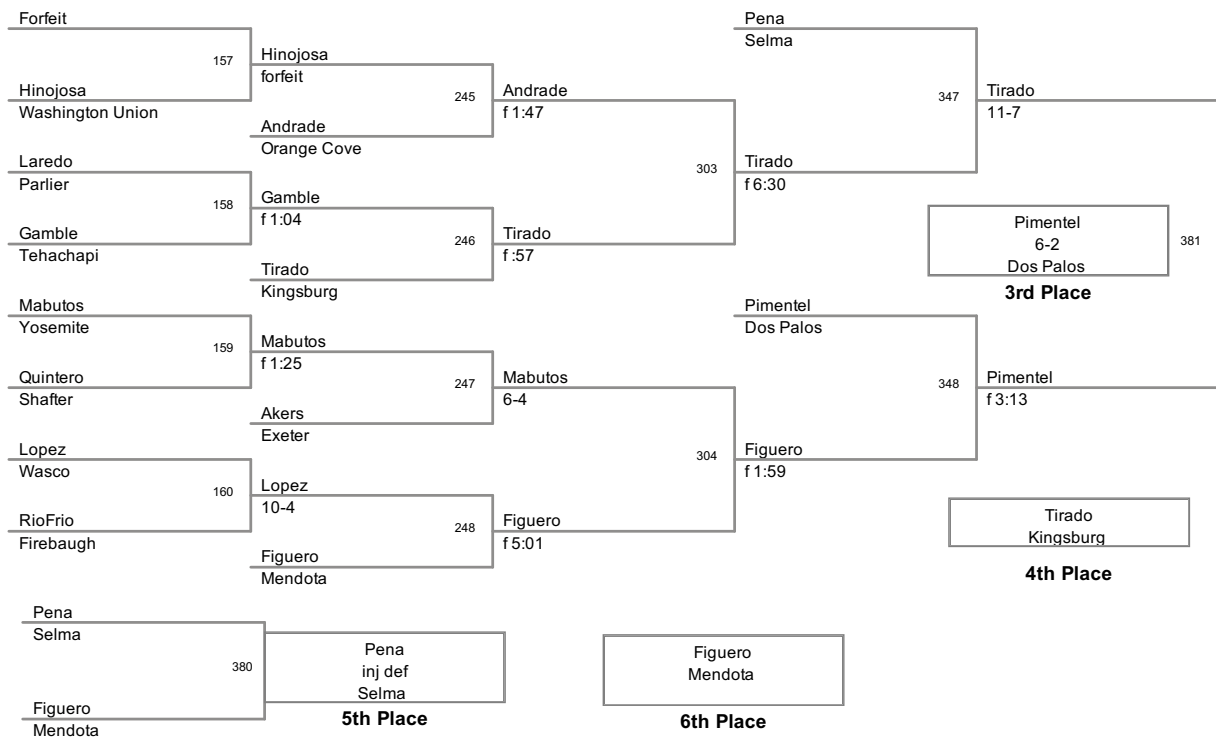 Forfeit
157
Hinojosa
Washington Union
Hinojosa
forfeit
245
Andrade
Orange Cove
Laredo
Parlier
158
Gamble
Tehachapi
Gamble
f 1:04
246
Tirado
Kingsburg
Andrade
f 1:47
303
Tirado
f :57
Mabutos
Yosemite
159
Quintero
Shafter
Mabutos
f 1:25
247
Akers
Exeter
Lopez
Wasco
160
RioFrio
Firebaugh
Lopez
10-4
248
Figuero
Mendota
Mabutos
6-4
304
Figuero
f 5:01
Pena
Selma
347
Tirado
f 6:30
Tirado
11-7
Pimentel
6-2
Dos Palos
381
3rd Place
Pimentel
Dos Palos
348
Figuero
f 1:59
Pimentel
f 3:13
Tirado
Kingsburg
4th Place
Pena
Selma
380
Figuero
Mendota
Pena
inj def
Selma
5th Place
Figuero
Mendota
6th Place